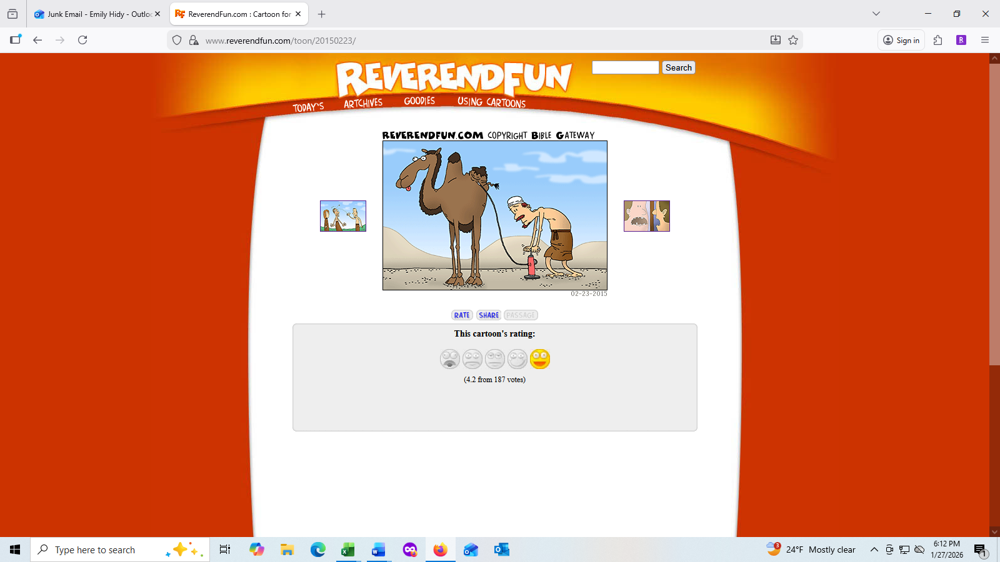 Junk Email - Emily Hidy - Outloo
ReverendFun.com : Cartoon for
www.reverendfun.com/toon/20150223/
Sign in
R
REVERENDFUN
Search
TODAY'S
ARTCHIVES
GOODIES
USING CARTOONS
REVERENDFUN.COM COPYRIGHT BIBLE GATEWAY
02-23-2015
RATE
SHARE
PASSAGE
This cartoon's rating:
(4.2 from 187 votes)
Type here to search
3
24°F Mostly clear
6:12 PM
1/27/2026
1